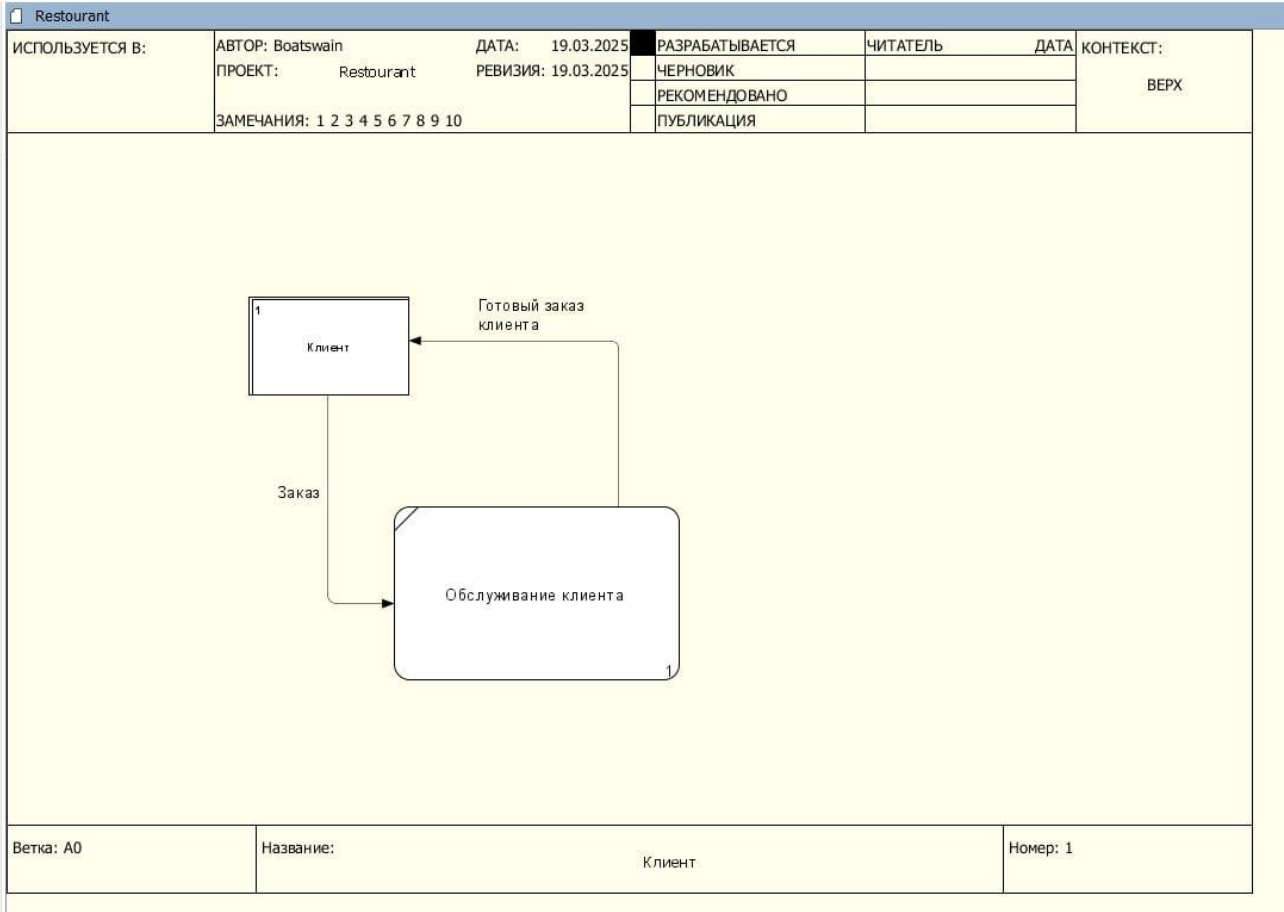 Restourant
ИСПОЛЬЗУЕТСЯ В:
АВТОР: Boatswain
ДАТА: 19.03.2025
ПРОЕКТ: Restourant
РЕВИЗИЯ: 19.03.2025
ЗАМЕЧАНИЯ: 1 2 3 4 5 6 7 8 9 10
РАЗРАБАТЫВАЕТСЯ
ЧЕРНОВИК
РЕКОМЕНДОВАНО
ПУБЛИКАЦИЯ
ЧИТАТЕЛЬ ДАТА
КОНТЕКСТ:
ВЕРХ
1
Клиент
Готовый заказ
клиента
Заказ
Обслуживание клиента
1
Ветка: A0
Название:
Клиент
Номер: 1